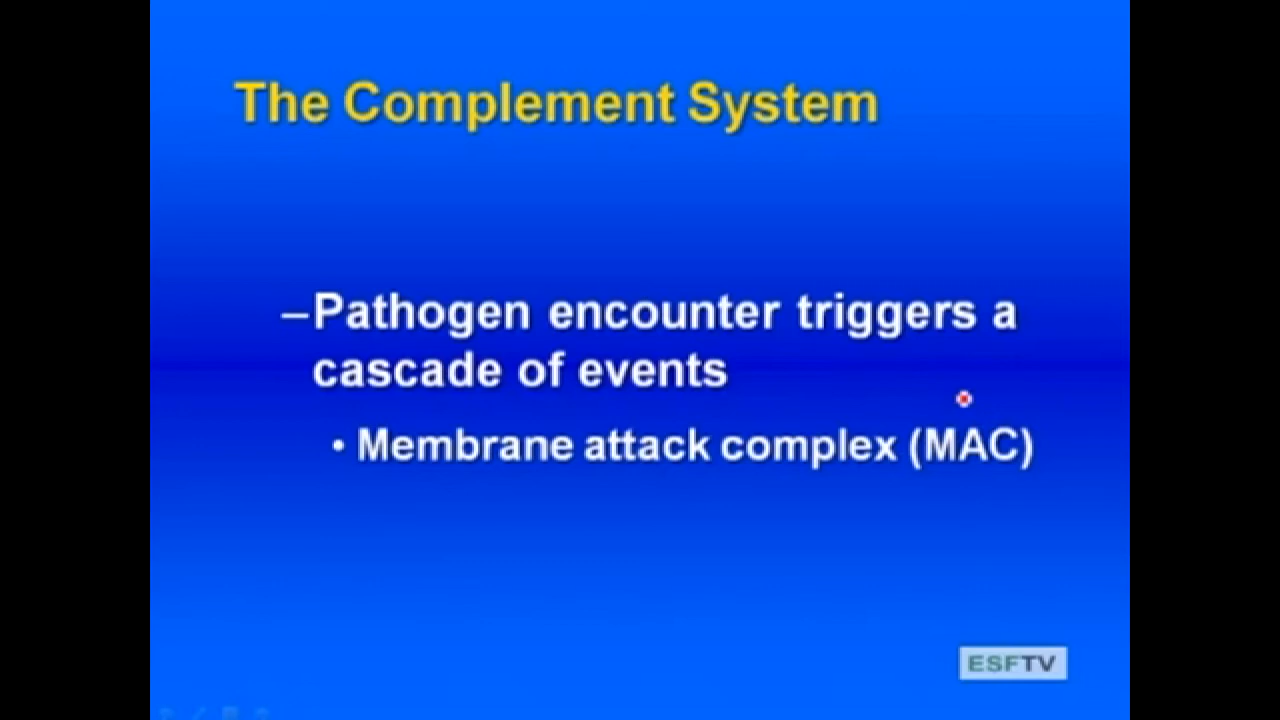 The Complement System
–Pathogen encounter triggers a
cascade of events
• Membrane attack complex (MAC)
ESFTV